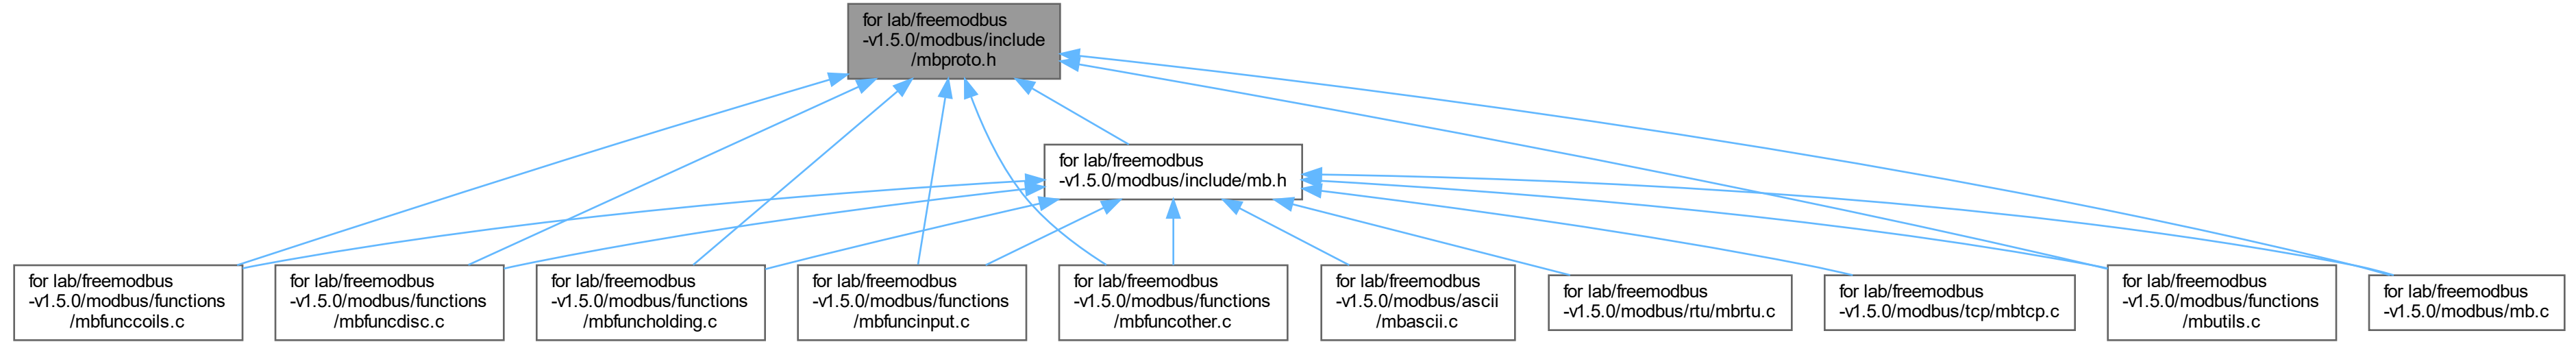 for lab/freemodbus
-v1.5.0/modbus/include
/mbproto.h
for lab/freemodbus
-v1.5.0/modbus/include/mb.h
for lab/freemodbus
-v1.5.0/modbus/functions
/mbfunccoils.c
for lab/freemodbus
-v1.5.0/modbus/functions
/mbfuncdisc.c
for lab/freemodbus
-v1.5.0/modbus/functions
/mbfuncholding.c
for lab/freemodbus
-v1.5.0/modbus/functions
/mbfuncinput.c
for lab/freemodbus
-v1.5.0/modbus/functions
/mbfuncother.c
for lab/freemodbus
-v1.5.0/modbus/ascii
/mbascii.c
for lab/freemodbus
-v1.5.0/modbus/rtu/mbrtu.c
for lab/freemodbus
-v1.5.0/modbus/tcp/mbtcp.c
for lab/freemodbus
-v1.5.0/modbus/functions
/mbutils.c
for lab/freemodbus
-v1.5.0/modbus/mb.c